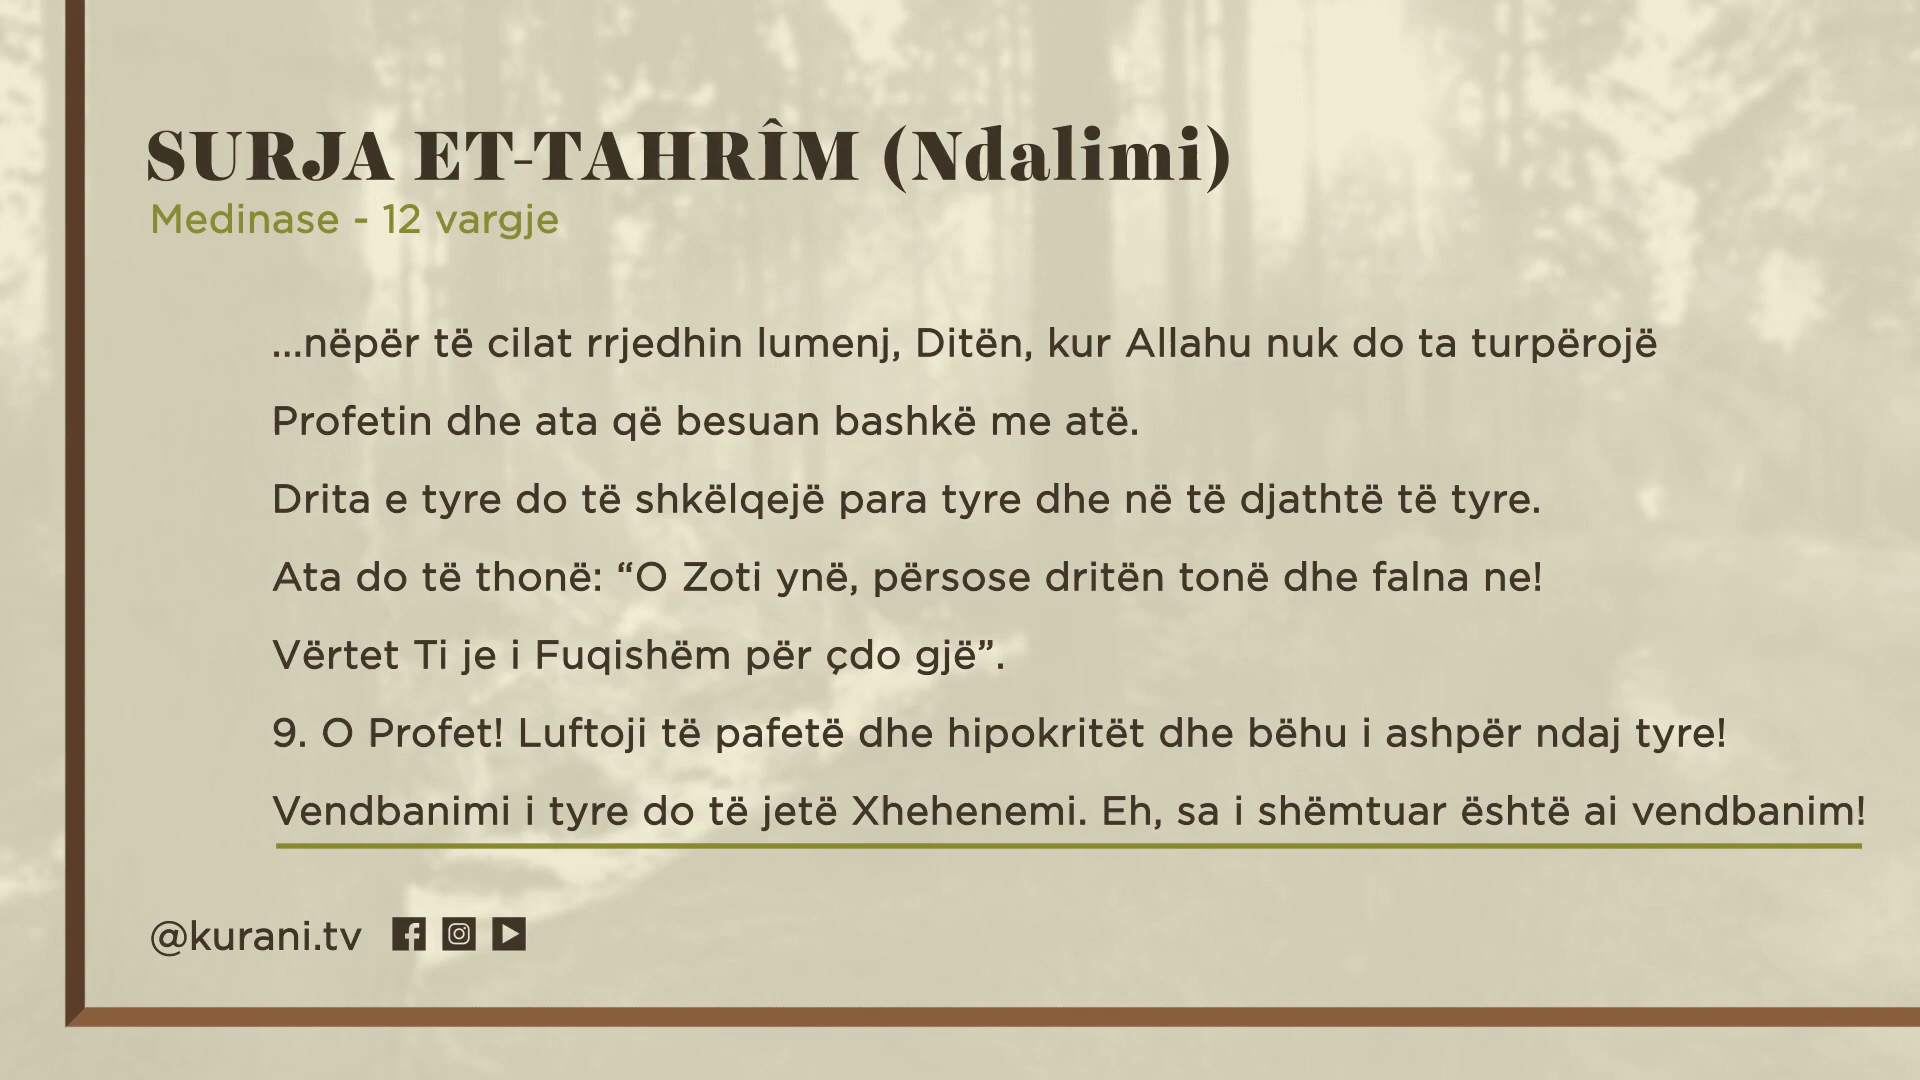 SURJA ET-TAHRÎM (Ndalimi)
Medinase - 12 vargje
...nëpër të cilat rrjedhin lumenj, Ditën, kur Allahu nuk do ta turpërojë
Profetin dhe ata që besuan bashkë me atë.
Drita e tyre do të shkëlqejë para tyre dhe në të djathtë të tyre.
Ata do të thonë: “O Zoti ynë, përsose dritën tonë dhe falna ne!
Vërtet Ti je i Fuqishëm për çdo gjë”.
9. O Profet! Luftoji të pafetë dhe hipokritët dhe bëhu i ashpër ndaj tyre!
Vendbanimi i tyre do të jetë Xhehenemi. Eh, sa i shëmtuar është ai vendbanim!
@kurani.tv